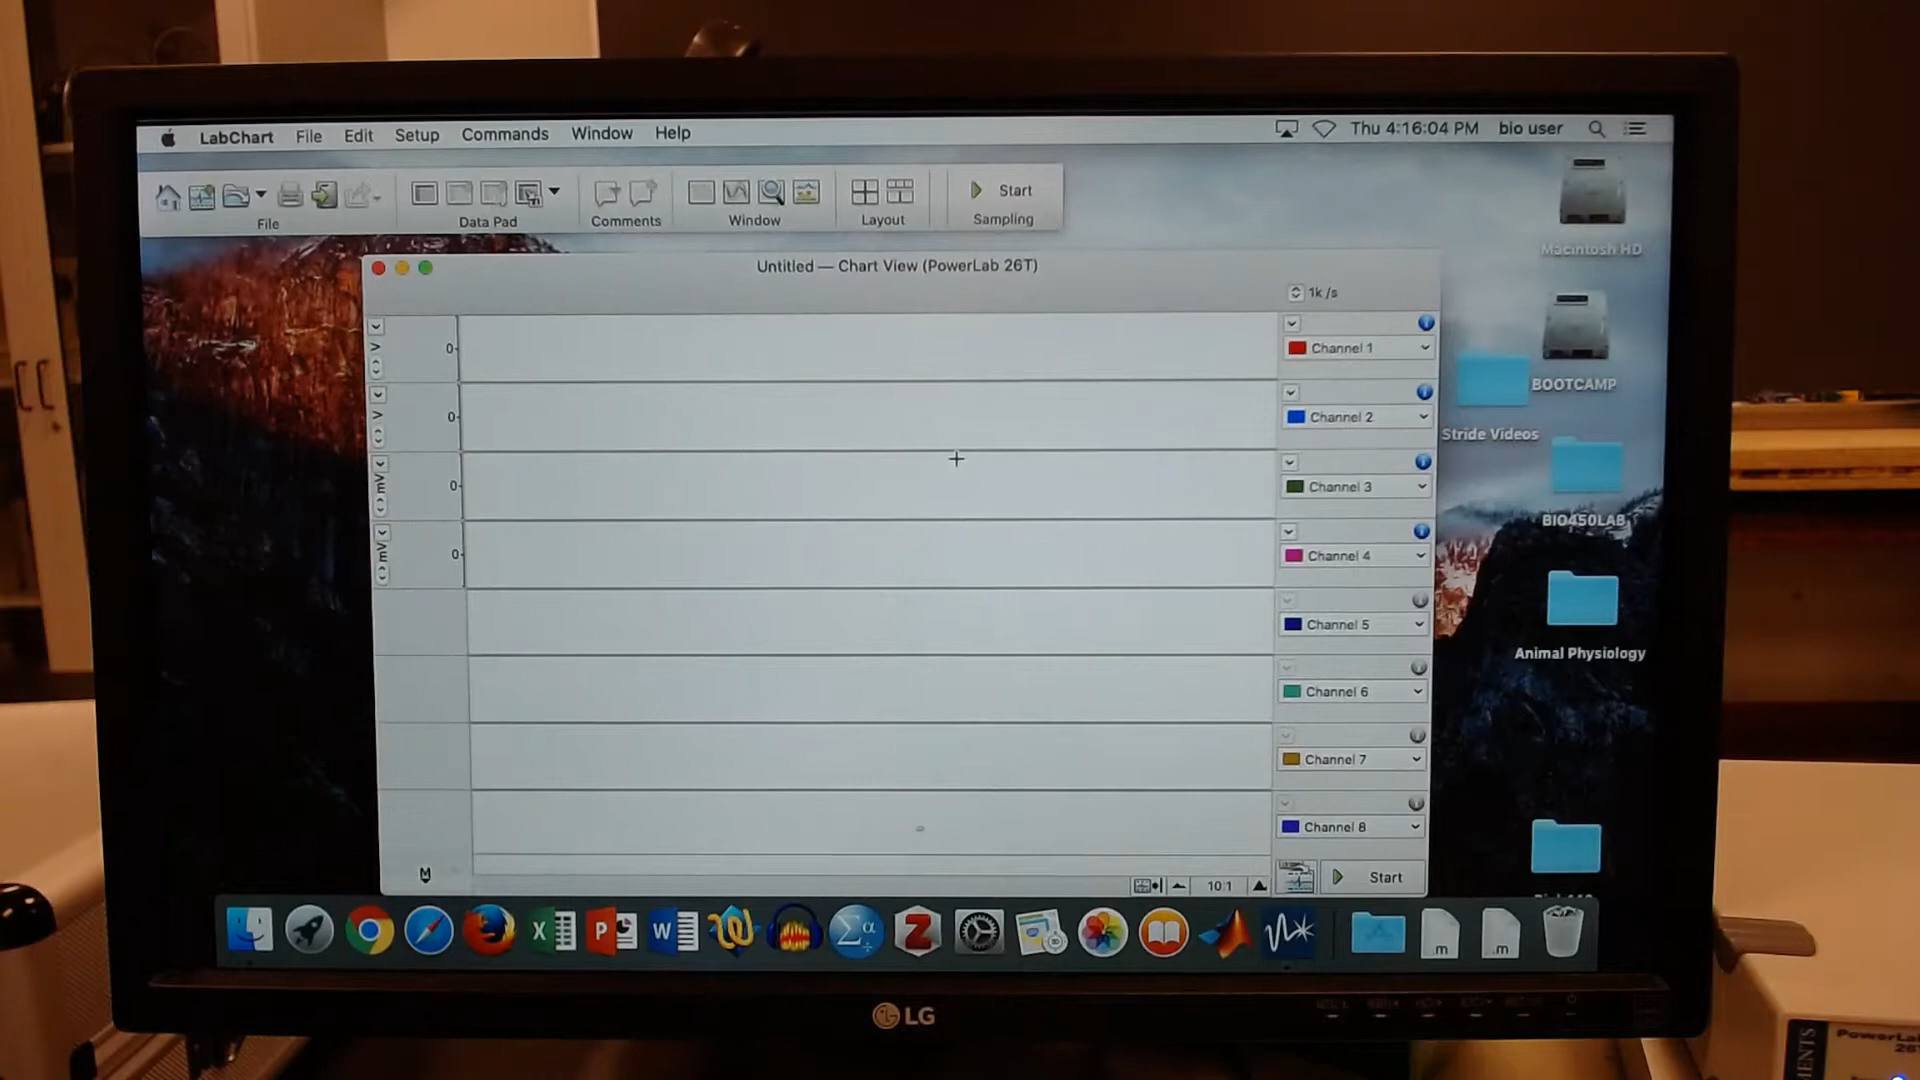 LabChart File Edit Setup Commands Window Help
Thu 4:16:04 PM bio user
Start
File Data Pad Comments Window Layout Sampling
Macintosh HD
Untitled — Chart View (PowerLab 26T)
1k /s
V 0 Channel 1
V 0 Channel 2
mV 0 Channel 3
mV 0 Channel 4
Channel 5
Channel 6
Channel 7
Channel 8
M
10:1
Start
BOOTCAMP
Stride Videos
BIO450LAB
Animal Physiology
X P W Σα Z .m .m
LG
MENTS
PowerLab
26T